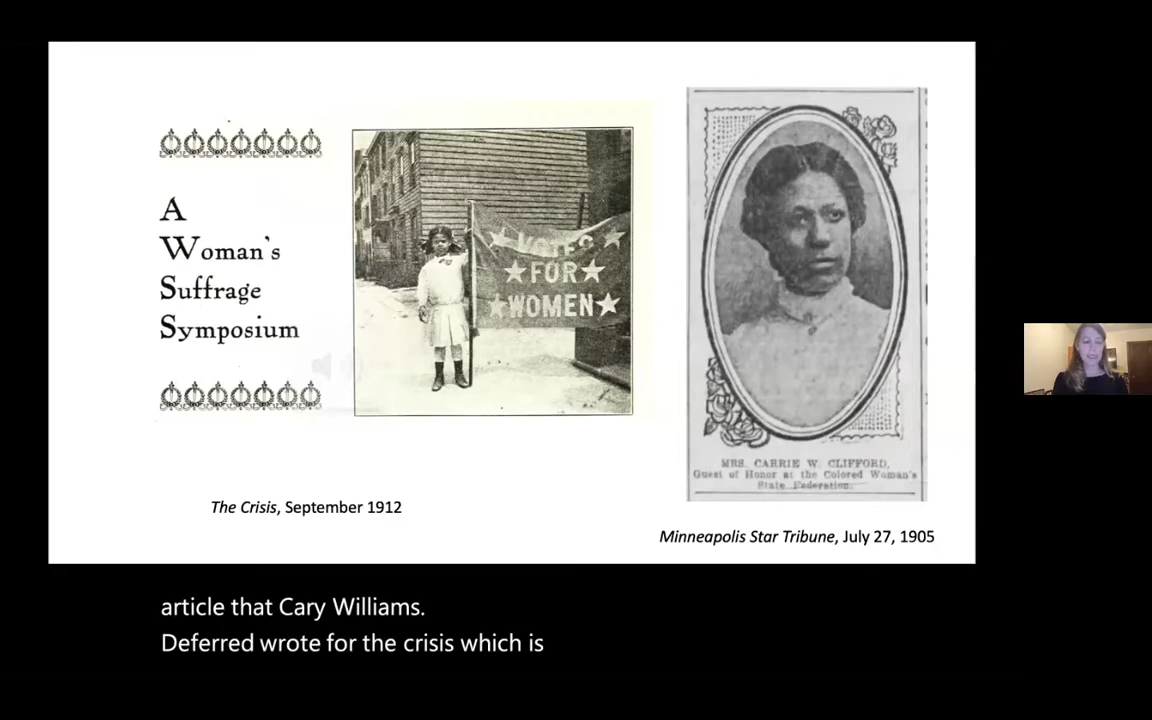 A
Woman's
Suffrage
Symposium
VOTES
FOR
WOMEN
MRS. CARRIE W. CLIFFORD,
Guest of Honor at the Colored Woman's
State Federation.
The Crisis, September 1912
Minneapolis Star Tribune, July 27, 1905
article that Cary Williams.
Deferred wrote for the crisis which is